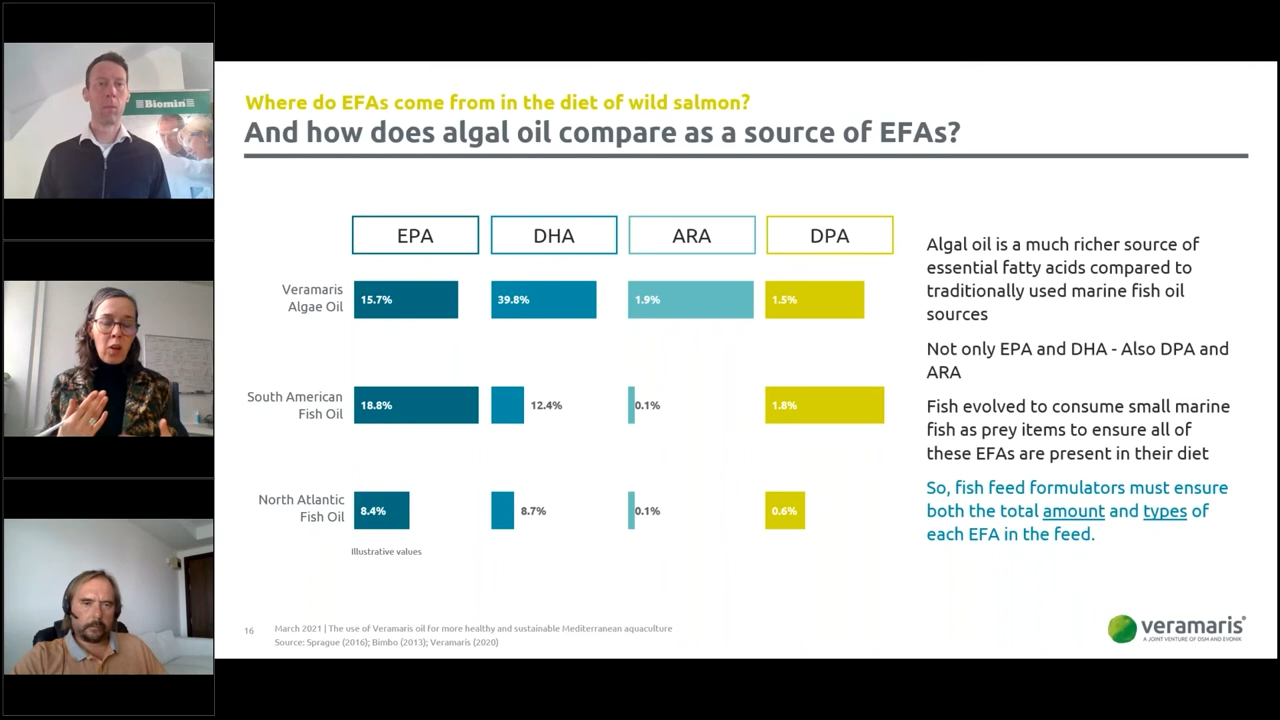 Biomin
Where do EFAs come from in the diet of wild salmon?
And how does algal oil compare as a source of EFAs?
EPA
DHA
ARA
DPA
Veramaris
Algae Oil
15.7%
39.8%
1.9%
1.5%
South American
Fish Oil
18.8%
12.4%
0.1%
1.8%
North Atlantic
Fish Oil
8.4%
8.7%
0.1%
0.6%
Illustrative values
Algal oil is a much richer source of
essential fatty acids compared to
traditionally used marine fish oil
sources
Not only EPA and DHA - Also DPA and
ARA
Fish evolved to consume small marine
fish as prey items to ensure all of
these EFAs are present in their diet
So, fish feed formulators must ensure
both the total amount and types of
each EFA in the feed.
16
March 2021 | The use of Veramaris oil for more healthy and sustainable Mediterranean aquaculture
Source: Sprague (2016); Bimbo (2013); Veramaris (2020)
veramaris®
A JOINT VENTURE OF DSM AND EVONIK